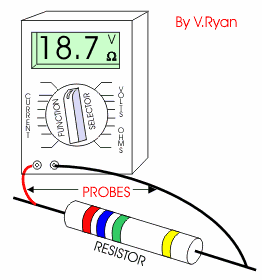 By V.Ryan
18.7 V
Ω
CURRENT
FUNCTION
SELECTOR
VOLTS
OHMS
PROBES
RESISTOR